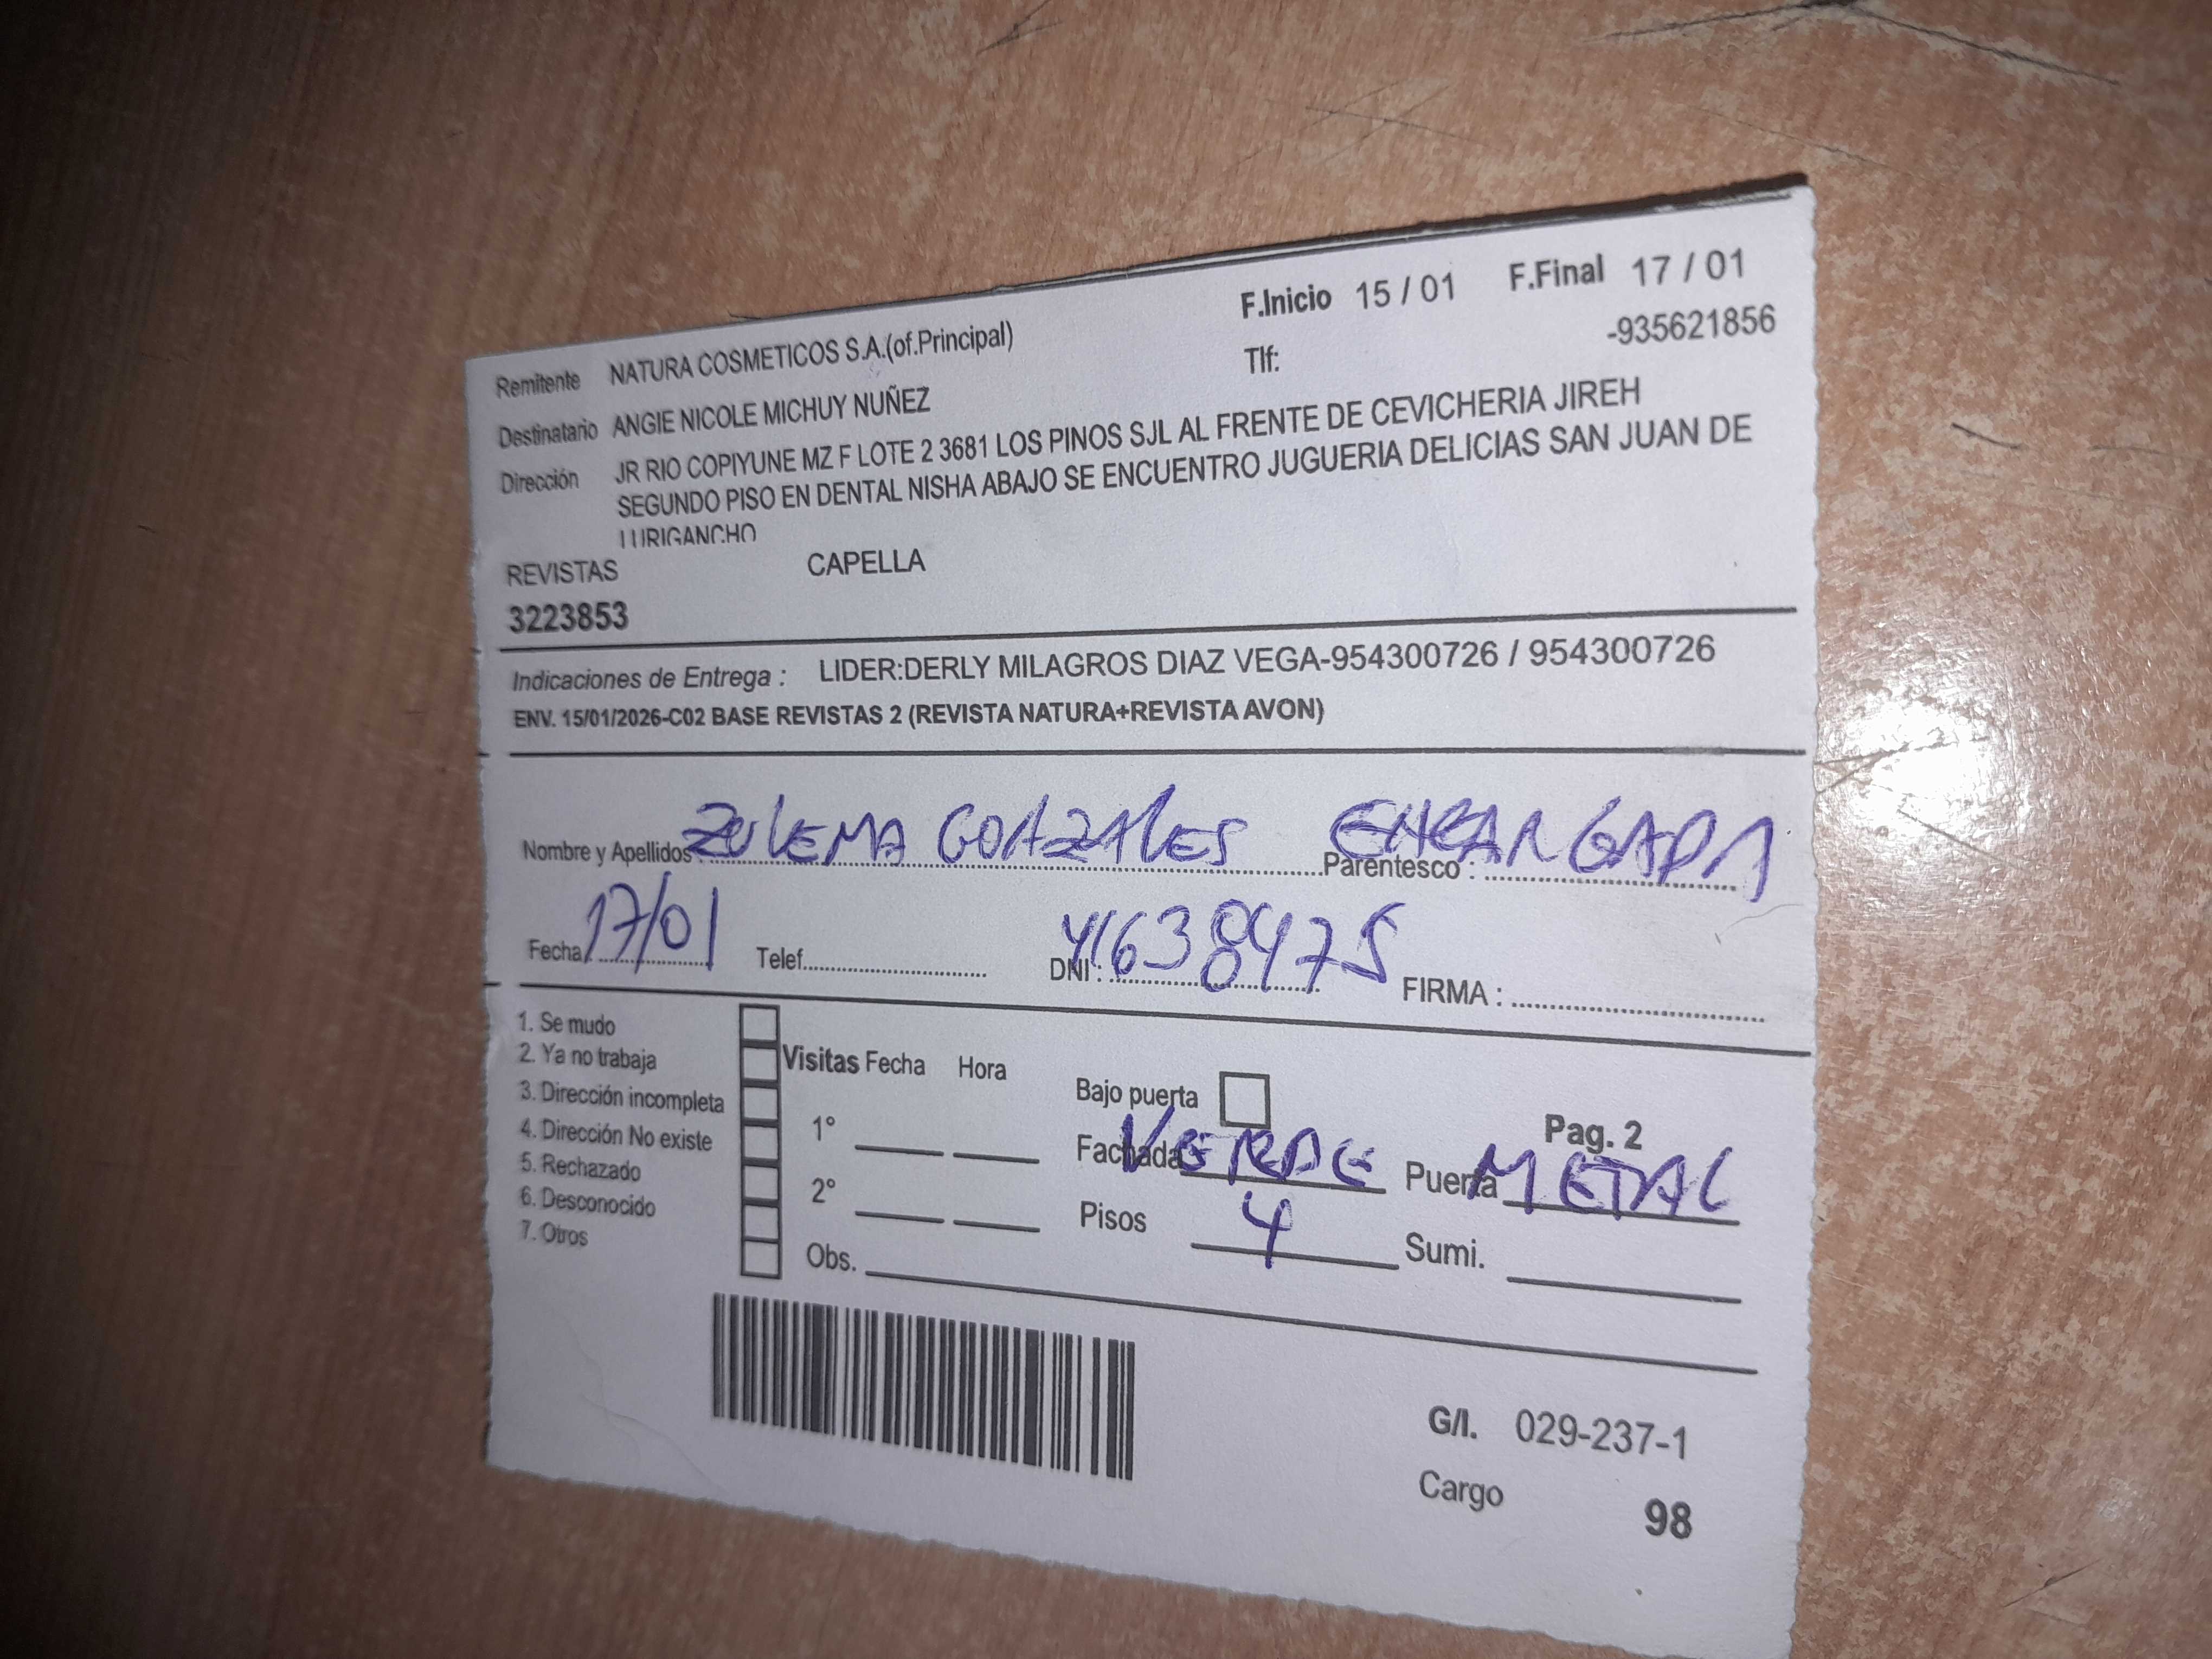 F.Inicio 15 / 01 F.Final 17 / 01
Remitente NATURA COSMETICOS S.A.(of.Principal) Tlf: -935621856
Destinatario ANGIE NICOLE MICHUY NUÑEZ
Dirección JR RIO COPIYUNE MZ F LOTE 2 3681 LOS PINOS SJL AL FRENTE DE CEVICHERIA JIREH
SEGUNDO PISO EN DENTAL NISHA ABAJO SE ENCUENTRO JUGUERIA DELICIAS SAN JUAN DE
LURIGANCHO
REVISTAS CAPELLA
3223853
Indicaciones de Entrega : LIDER:DERLY MILAGROS DIAZ VEGA-954300726 / 954300726
ENV. 15/01/2026-C02 BASE REVISTAS 2 (REVISTA NATURA+REVISTA AVON)
Nombre y Apellidos ZULEMA GONZALES Parentesco : ENCARGADA
Fecha 17/01 Telef. DNI : 41638475 FIRMA :
1. Se mudo
2. Ya no trabaja
3. Dirección incompleta
4. Dirección No existe
5. Rechazado
6. Desconocido
7. Otros
Visitas Fecha Hora
1°
2°
Obs.
Bajo puerta
Pag. 2
Fachada VERDE Puerta METAL
Pisos 4 Sumi.
G/I. 029-237-1
Cargo 98